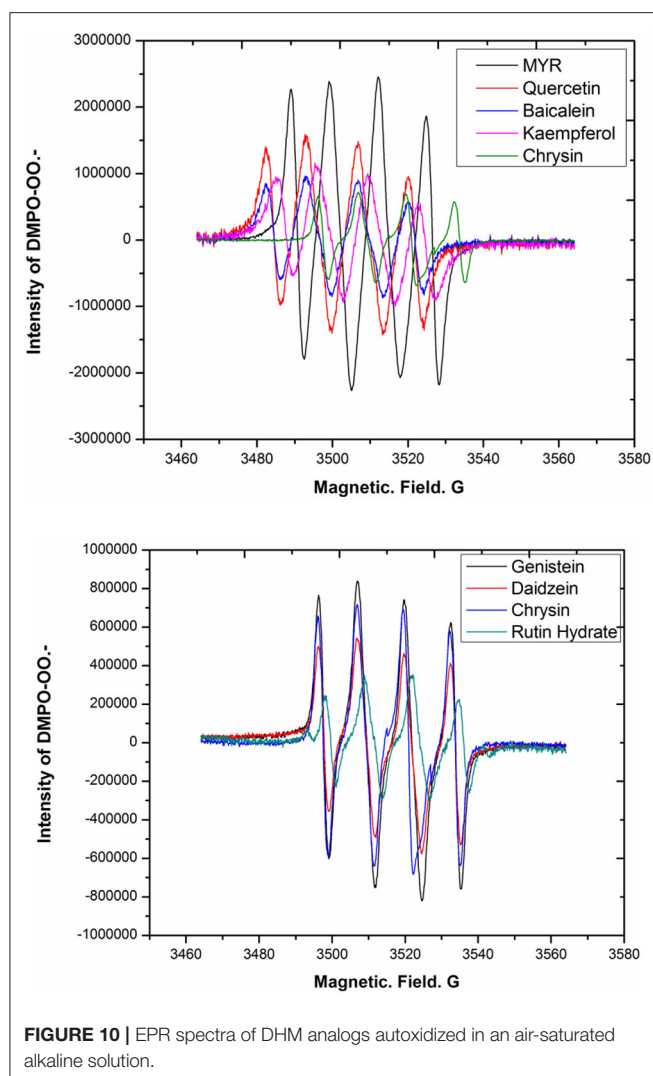 3000000
2000000
1000000
0
-1000000
-2000000
-3000000
Intensity of DMPO-OO.-
MYR
Quercetin
Baicalein
Kaempferol
Chrysin
3460 3480 3500 3520 3540 3560 3580
Magnetic. Field. G
1000000
800000
600000
400000
200000
0
-200000
-400000
-600000
-800000
-1000000
Intensity of DMPO-OO.-
Genistein
Daidzein
Chrysin
Rutin Hydrate
3460 3480 3500 3520 3540 3560 3580
Magnetic. Field. G
FIGURE 10 | EPR spectra of DHM analogs autoxidized in an air-saturated
alkaline solution.